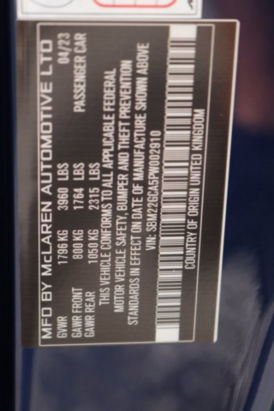 MFD BY McLAREN AUTOMOTIVE LTD
04/23
GVWR 1796 KG 3960 LBS PASSENGER CAR
GAWR FRONT 800 KG 1764 LBS
GAWR REAR 1050 KG 2315 LBS
THIS VEHICLE CONFORMS TO ALL APPLICABLE FEDERAL
MOTOR VEHICLE SAFETY, BUMPER AND THEFT PREVENTION
STANDARDS IN EFFECT ON DATE OF MANUFACTURE SHOWN ABOVE
VIN: SBM22GCA5PW002910
COUNTRY OF ORIGIN UNITED KINGDOM